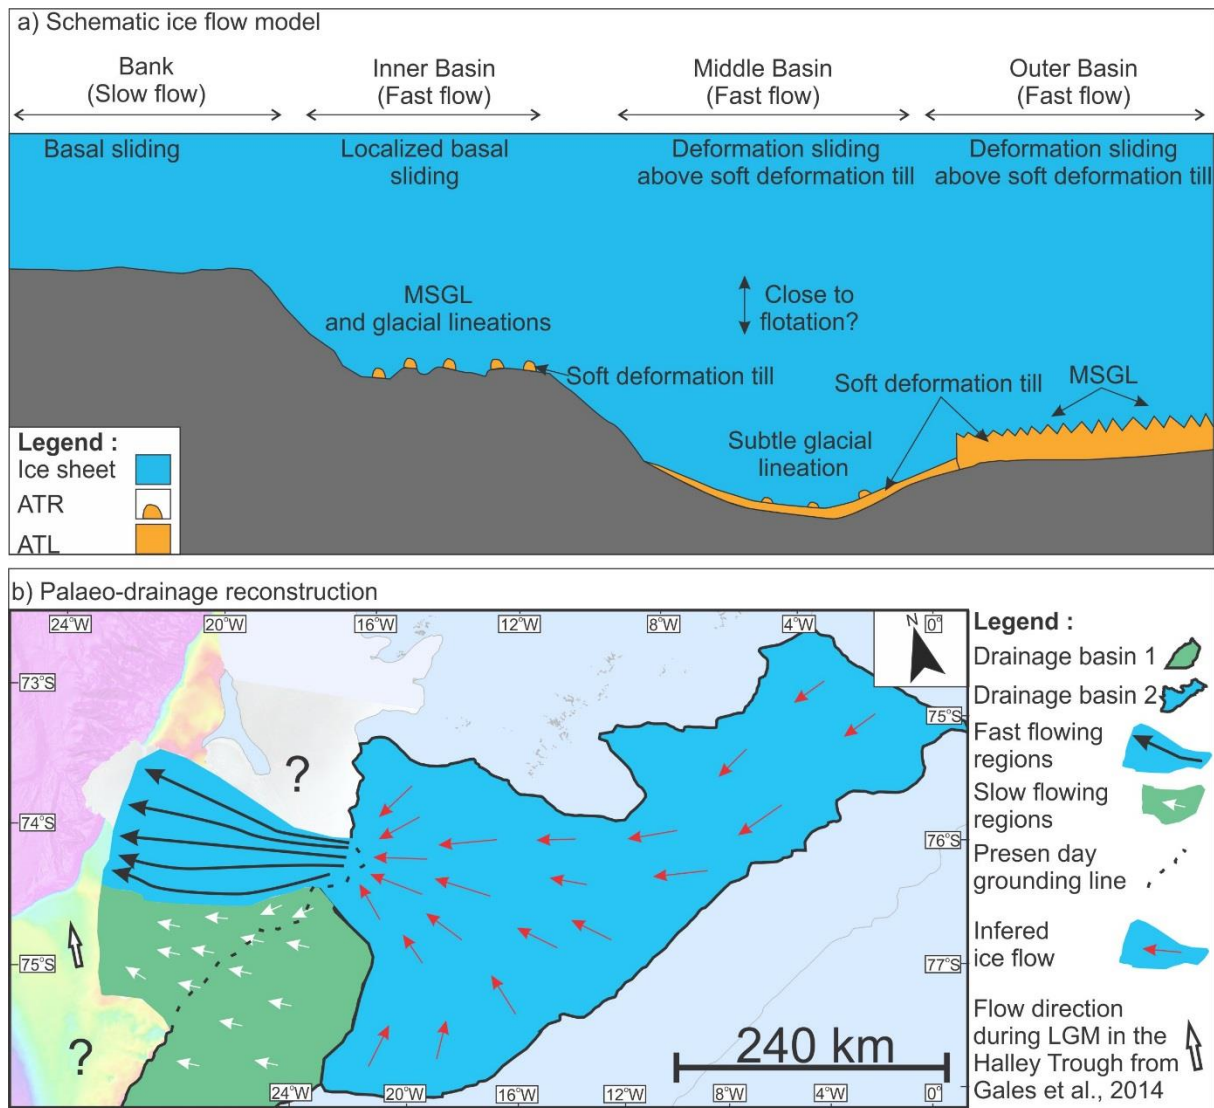 a) Schematic ice flow model
Bank
(Slow flow)
Inner Basin
(Fast flow)
Middle Basin
(Fast flow)
Outer Basin
(Fast flow)
Basal sliding
Localized basal
sliding
Deformation sliding
above soft deformation till
Deformation sliding
above soft deformation till
MSGL
and glacial lineations
Close to
flotation?
Soft deformation till
Soft deformation till
MSGL
Subtle glacial
lineation
Legend :
Ice sheet
ATR
ATL
b) Palaeo-drainage reconstruction
24°W
20°W
16°W
12°W
8°W
4°W
0°
N
73°S
74°S
75°S
75°S
76°S
77°S
?
?
240 km
24°W
20°W
16°W
12°W
8°W
4°W
0°
Legend :
Drainage basin 1
Drainage basin 2
Fast flowing
regions
Slow flowing
regions
Presen day
grounding line
Infered
ice flow
Flow direction
during LGM in the
Halley Trough from
Gales et al., 2014